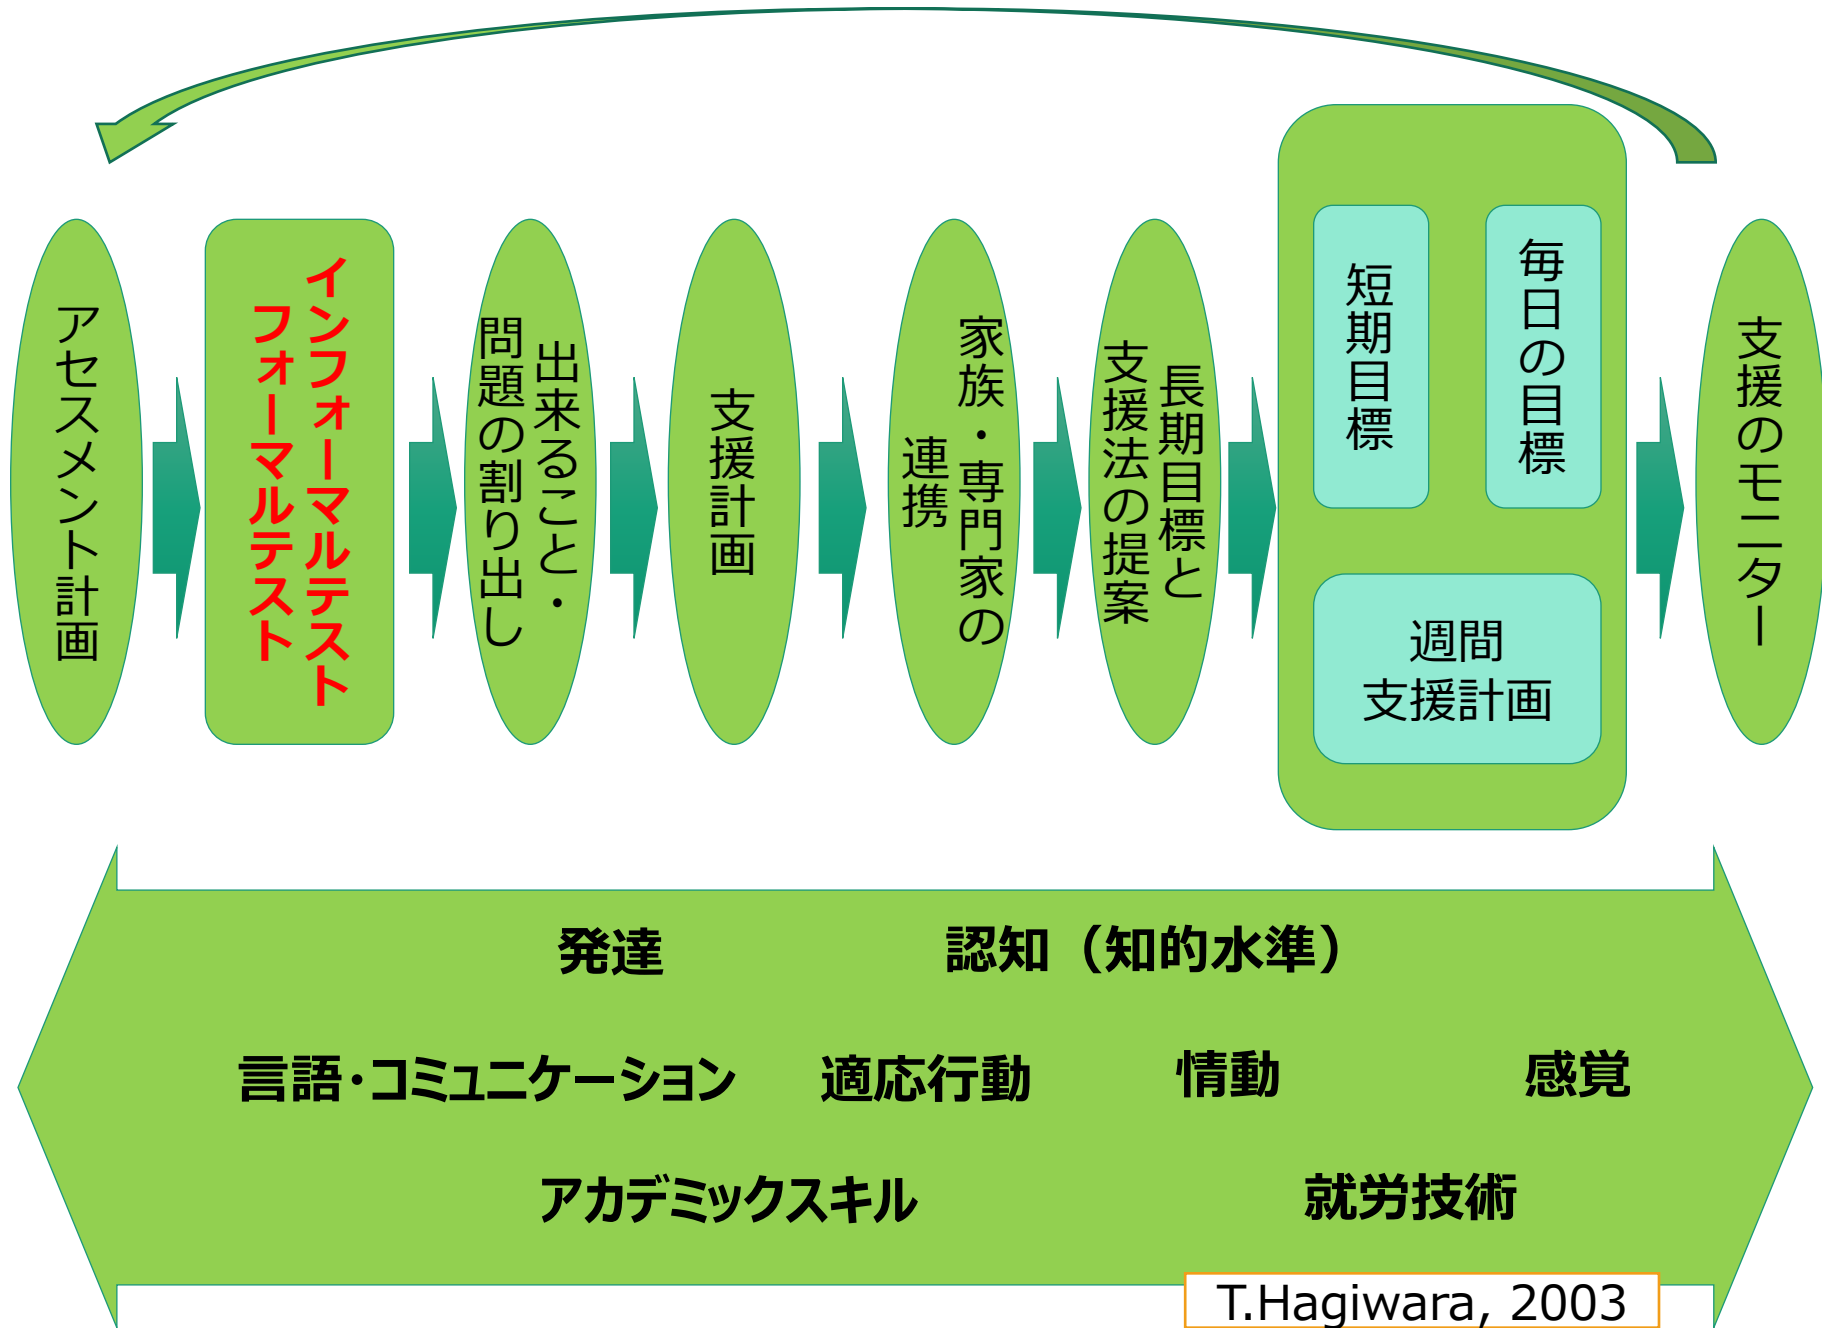 アセスメント計画
インフォーマルテスト
フォーマルテスト
出来ること・
問題の割り出し
支援計画
家族・専門家の
連携
長期目標と
支援法の提案
短期目標
毎日の目標
週間
支援計画
支援のモニター
発達
認知（知的水準）
言語・コミュニケーション
適応行動
情動
感覚
アカデミックスキル
就労技術
T.Hagiwara, 2003